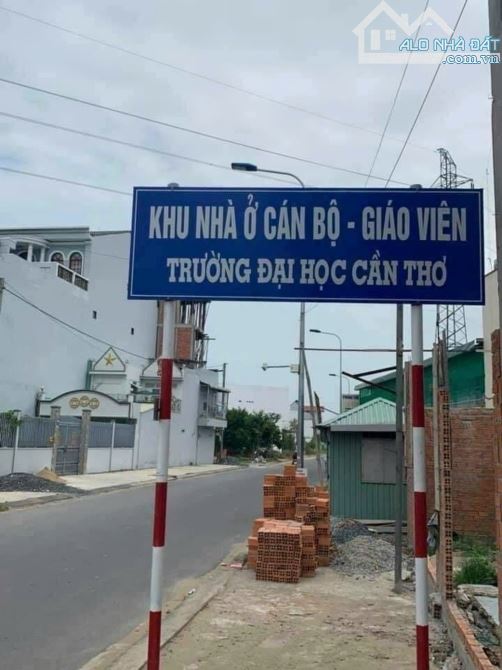 ALO NHÀ ĐẤT
.com.vn
KHU NHÀ Ở CÁN BỘ - GIÁO VIÊN
TRƯỜNG ĐẠI HỌC CẦN THƠ